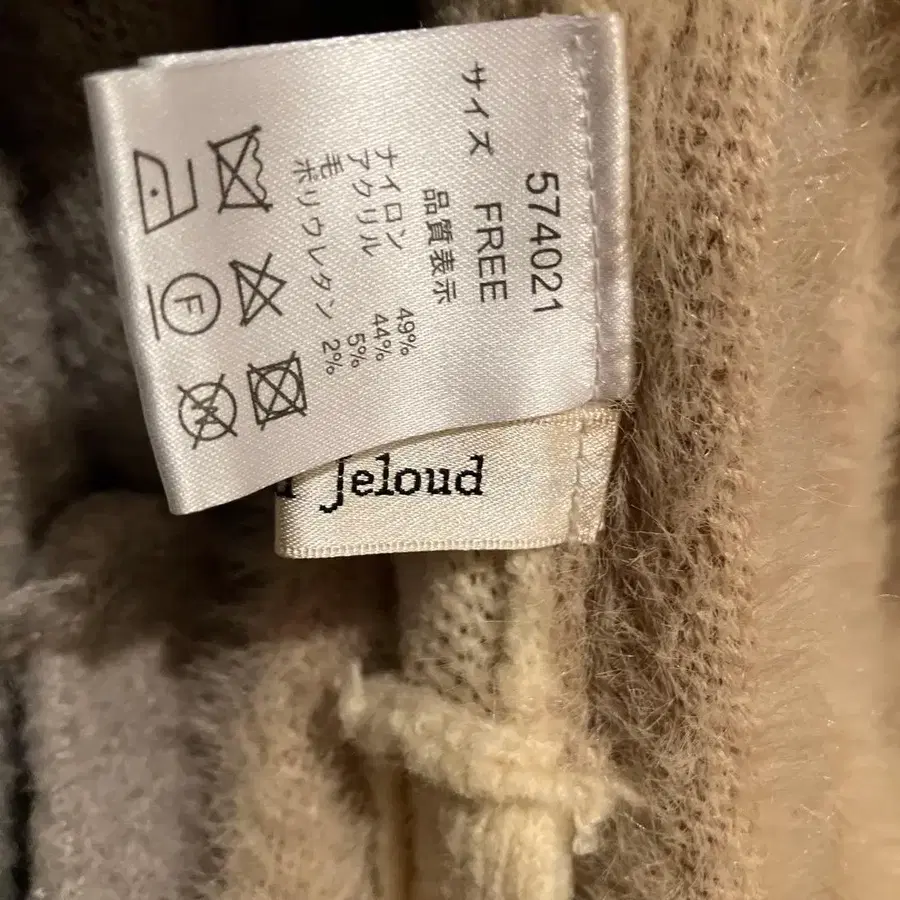 574021
サイズ FREE
品質表示
ナイロン 49%
アクリル 44%
毛 5%
ポリウレタン 2%
F
W
jeloud